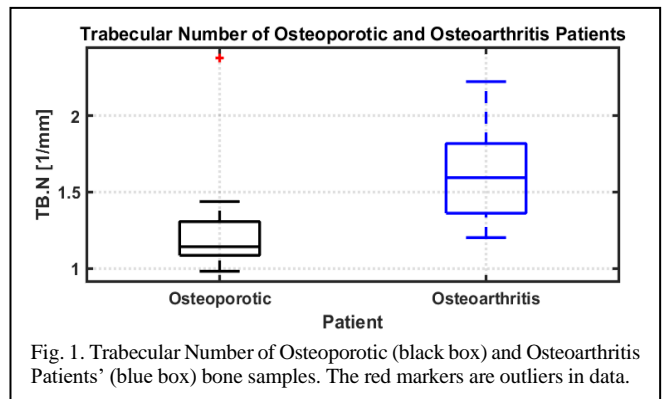 Trabecular Number of Osteoporotic and Osteoarthritis Patients
TB.N [1/mm]
2
1.5
1
Osteoporotic
Osteoarthritis
Patient
Fig. 1. Trabecular Number of Osteoporotic (black box) and Osteoarthritis
Patients’ (blue box) bone samples. The red markers are outliers in data.